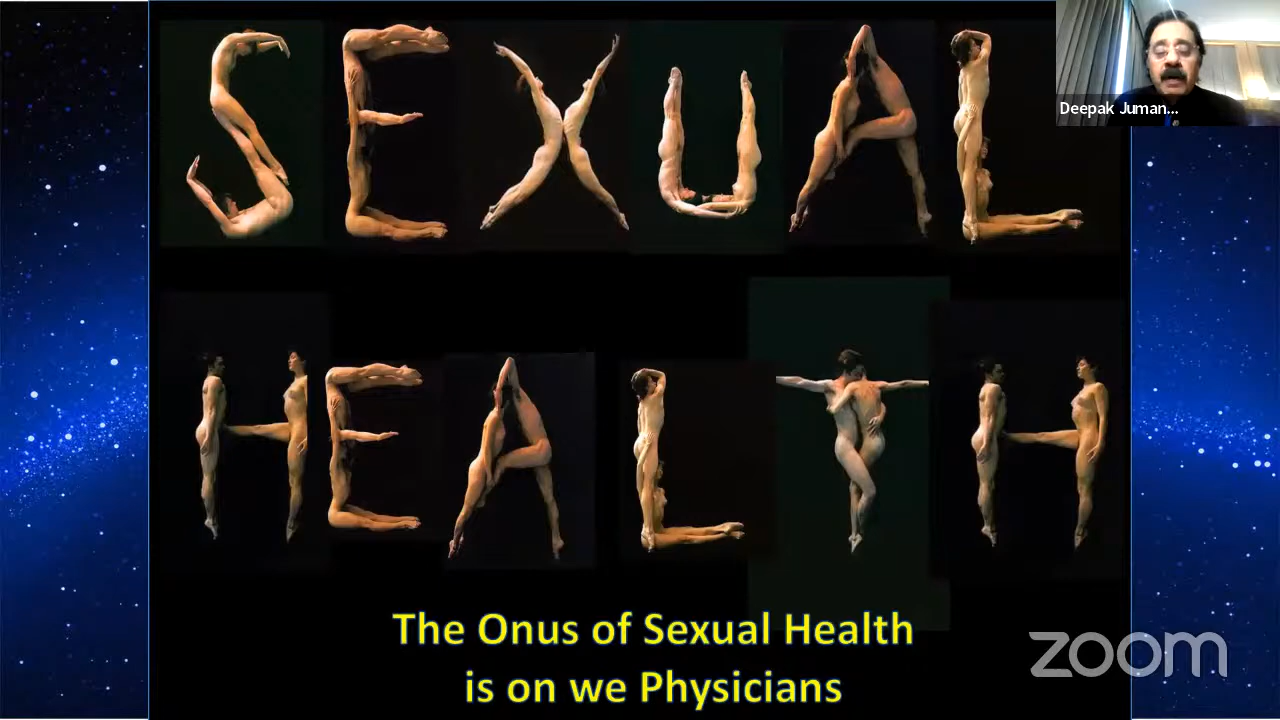 Deepak Juman...
SEXUAL
HEALTH
The Onus of Sexual Health
is on we Physicians
zoom